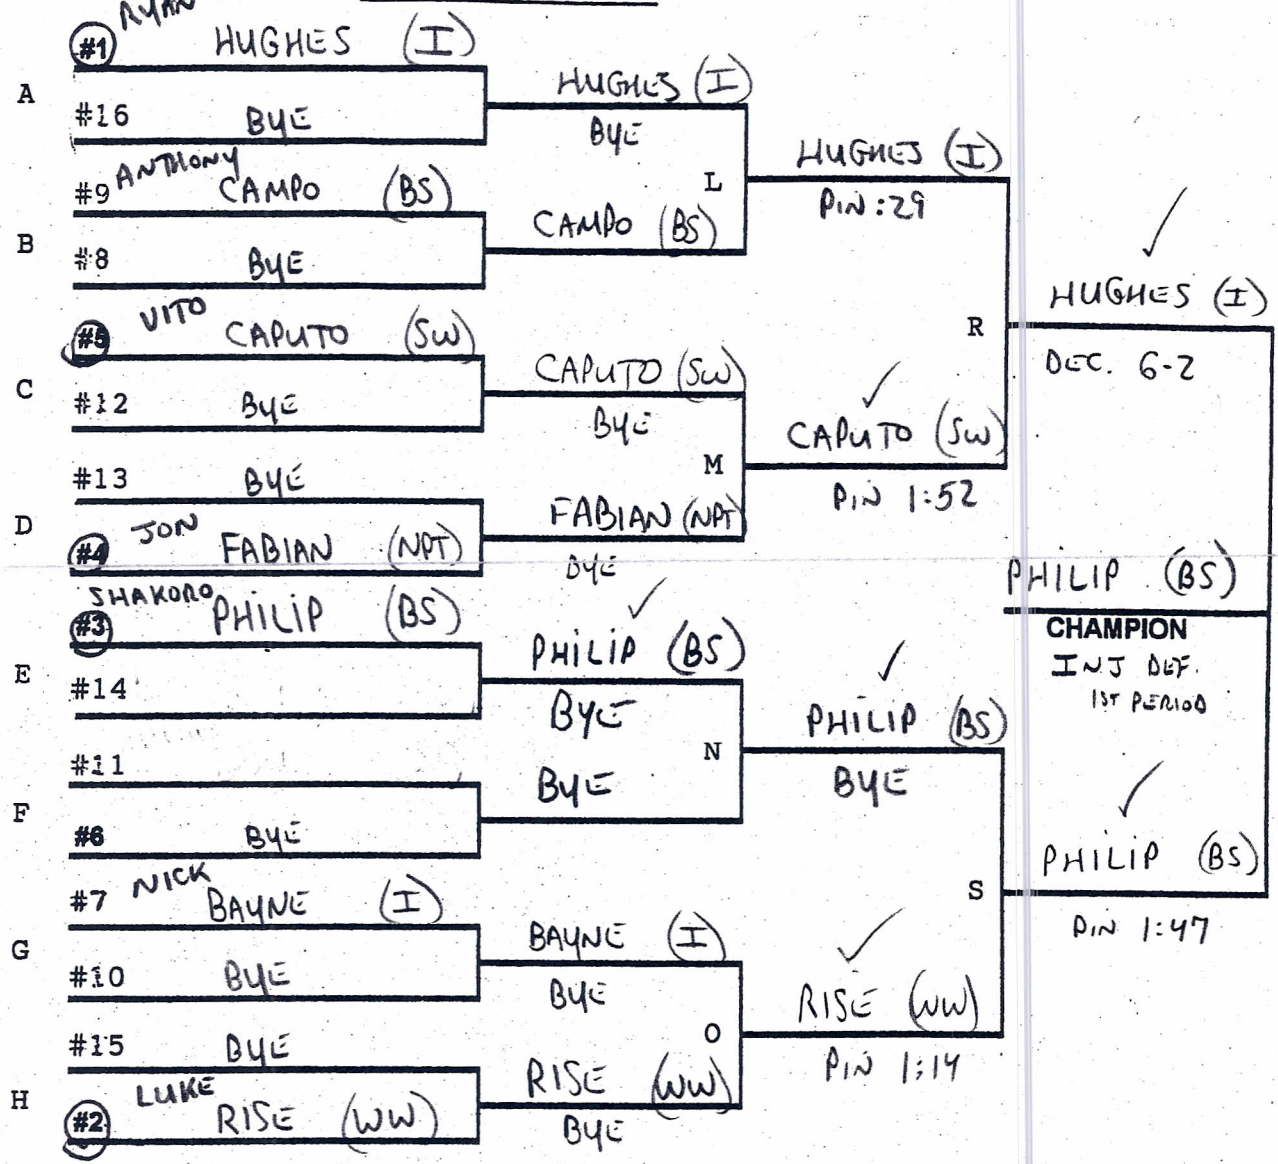 RYAN
#1 HUGHES (I)
A
#16 BYE
HUGHES (I)
BYE
ANTHONY
#9 CAMPO (BS)
B
#8 BYE
CAMPO (BS)
L
HUGHES (I)
PIN :29
VITO
#5 CAPUTO (SW)
C
#12 BYE
CAPUTO (SW)
BYE
#13 BYE
D
JON
#4 FABIAN (NPT)
FABIAN (NPT)
BYE
M
CAPUTO (SW)
PIN 1:52
R
HUGHES (I)
DEC. 6-2
SHAKORO
#3 PHILIP (BS)
E
#14
PHILIP (BS)
BYE
#11
F
#6 BYE
BYE
N
PHILIP (BS)
BYE
NICK
#7 BAYNE (I)
G
#10 BYE
BAYNE (I)
BYE
#15 BYE
H
LUKE
#2 RISE (WW)
RISE (WW)
BYE
O
RISE (WW)
PIN 1:14
S
PHILIP (BS)
PIN 1:47
PHILIP (BS)
CHAMPION
INJ DEF.
1ST PERIOD